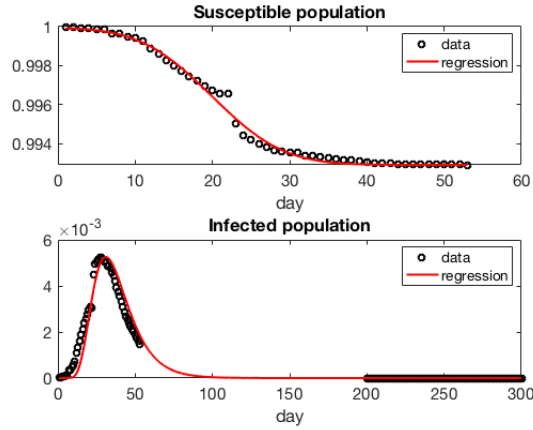 Susceptible population
1
0.998
0.996
0.994
data
regression
0 10 20 30 40 50 60
day
×10⁻³
Infected population
6
4
2
0
data
regression
0 50 100 150 200 250 300
day